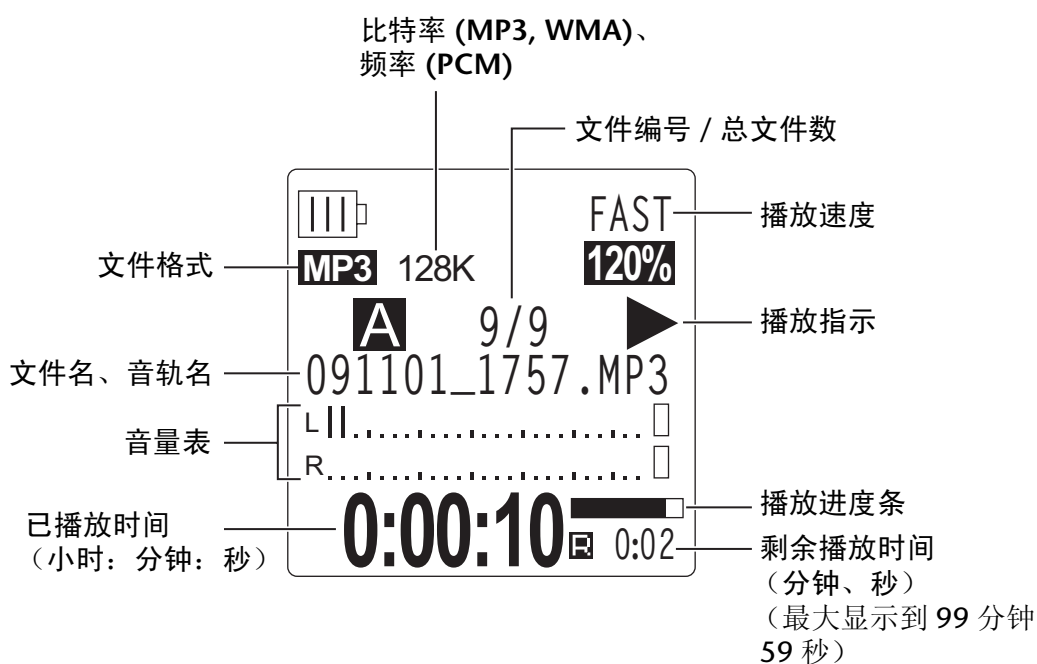 比特率 (MP3, WMA)、
频率 (PCM)
文件编号 / 总文件数
FAST
播放速度
文件格式
MP3 128K
120%
A 9/9
播放指示
文件名、音轨名
091101_1757.MP3
音量表
L
R
已播放时间
（小时：分钟：秒）
0:00:10
播放进度条
R 0:02
剩余播放时间
（分钟、秒）
（最大显示到 99 分钟
59 秒）